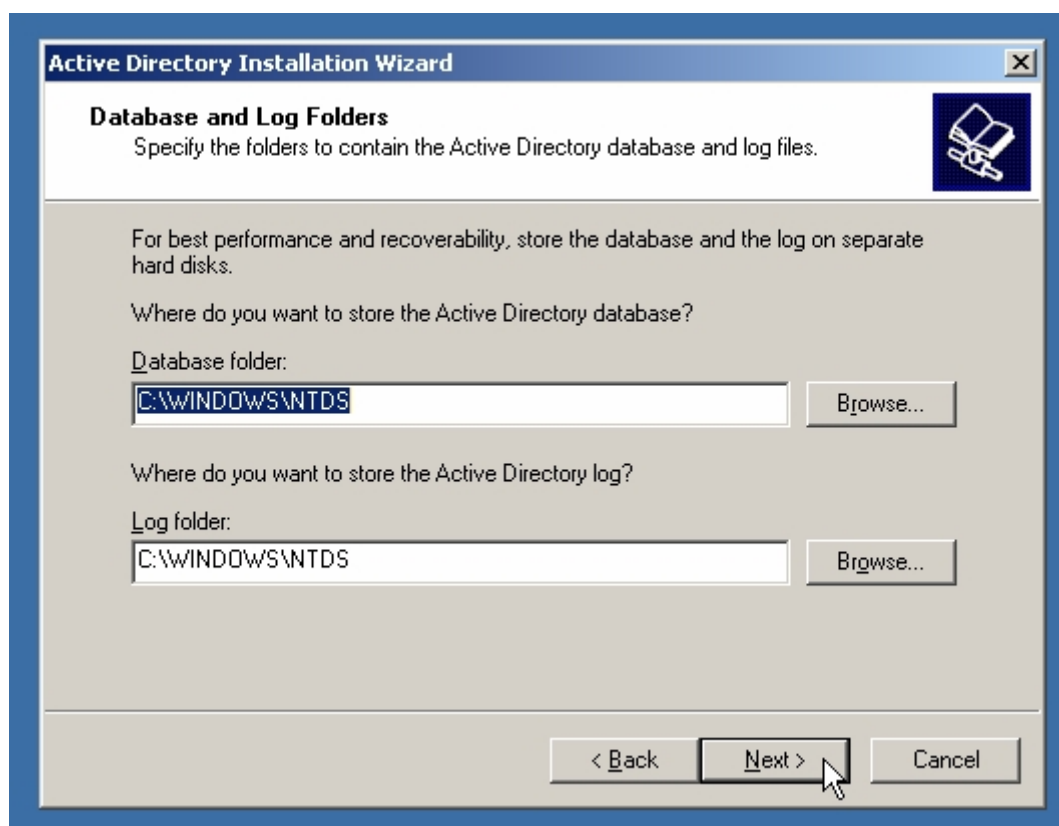 Active Directory Installation Wizard
Database and Log Folders
Specify the folders to contain the Active Directory database and log files.
For best performance and recoverability, store the database and the log on separate
hard disks.
Where do you want to store the Active Directory database?
Database folder:
C:\WINDOWS\NTDS
Browse...
Where do you want to store the Active Directory log?
Log folder:
C:\WINDOWS\NTDS
Browse...
< Back
Next >
Cancel